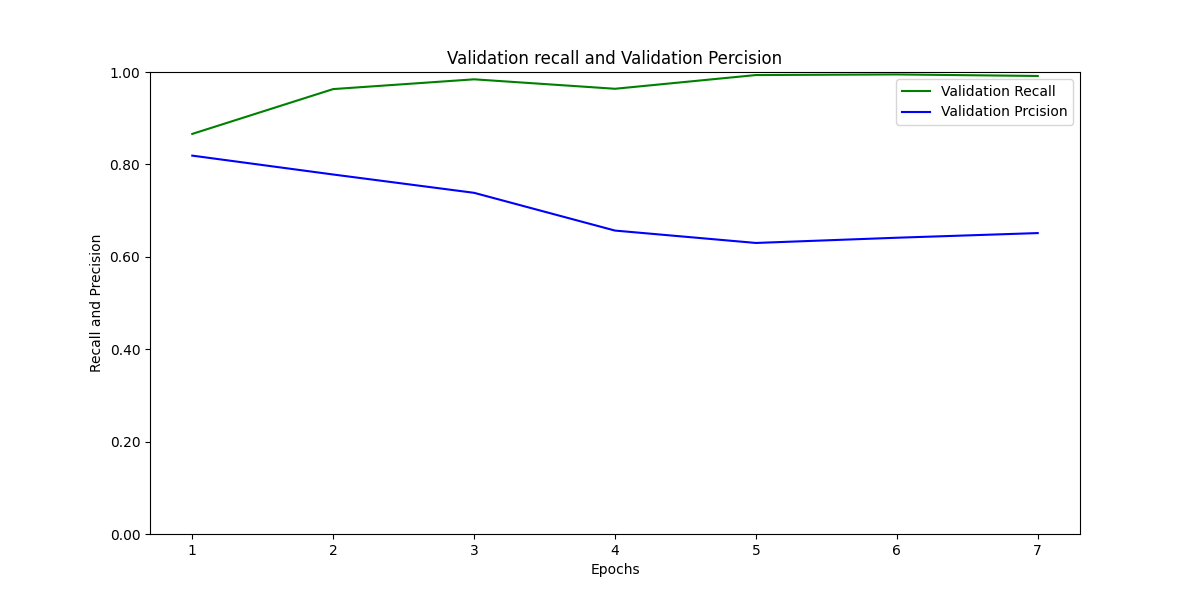 Validation recall and Validation Percision
1.00
0.80
0.60
0.40
0.20
0.00
Recall and Precision
Validation Recall
Validation Prcision
1 2 3 4 5 6 7
Epochs